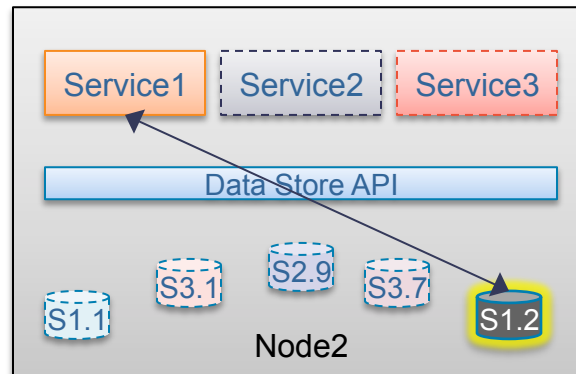 Service1 Service2 Service3
Data Store API
S1.1 S3.1 S2.9 S3.7 S1.2
Node2